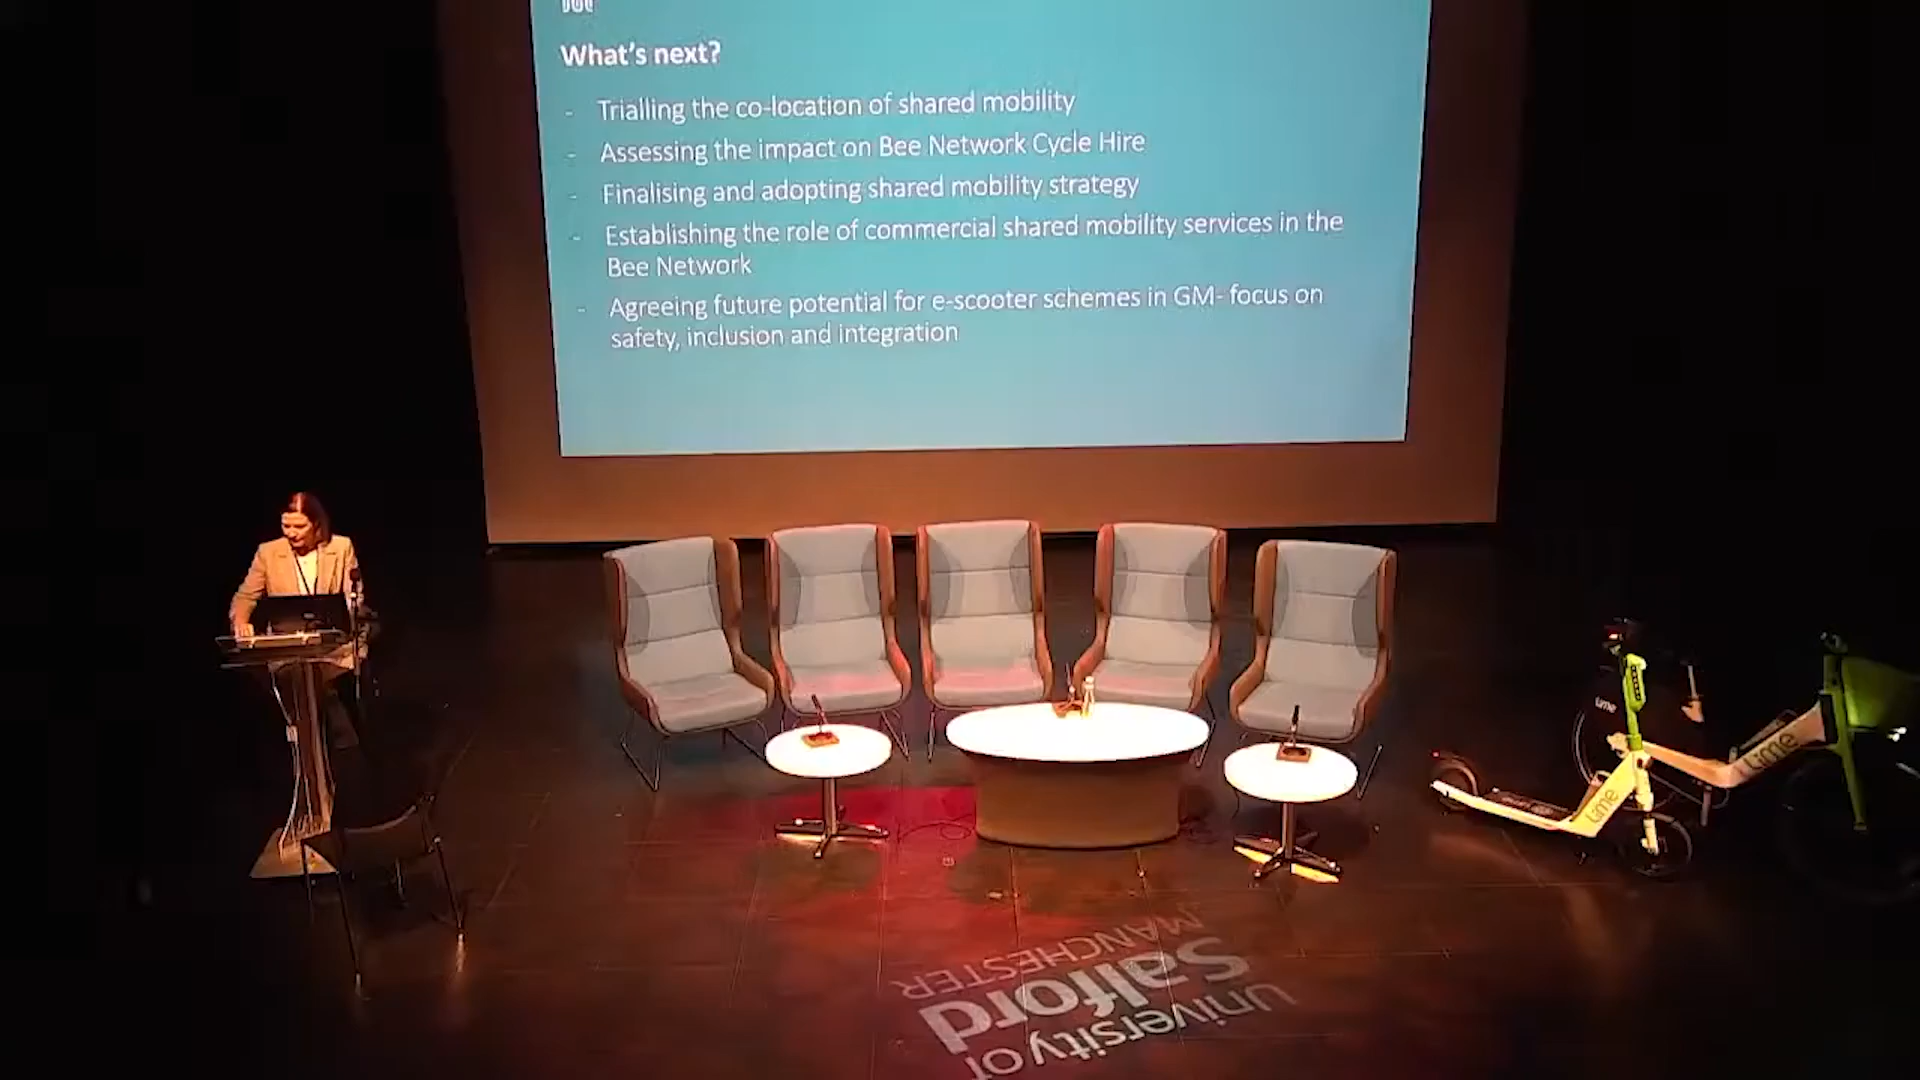 What's next?
- Trialling the co-location of shared mobility
- Assessing the impact on Bee Network Cycle Hire
- Finalising and adopting shared mobility strategy
- Establishing the role of commercial shared mobility services in the
Bee Network
- Agreeing future potential for e-scooter schemes in GM- focus on
safety, inclusion and integration
Lime
Lime
Lime
University of
Salford
MANCHESTER